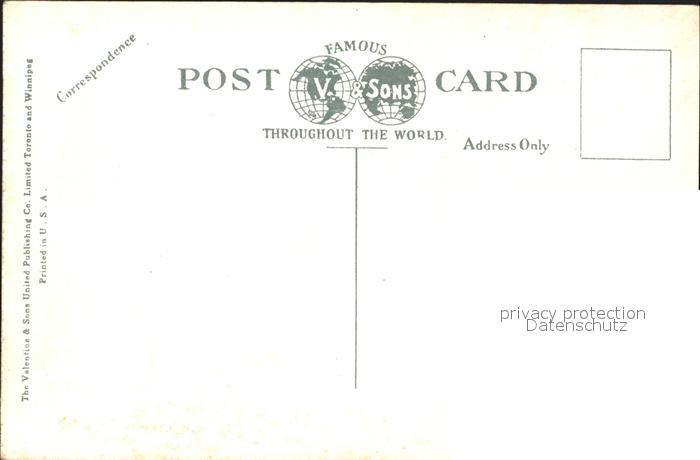 The Valentine & Sons United Publishing Co. Limited Toronto and Winnipeg
Printed in U.S.A.
Correspondence
FAMOUS
POST V. & SONS CARD
THROUGHOUT THE WORLD.
Address Only
privacy protection
Datenschutz